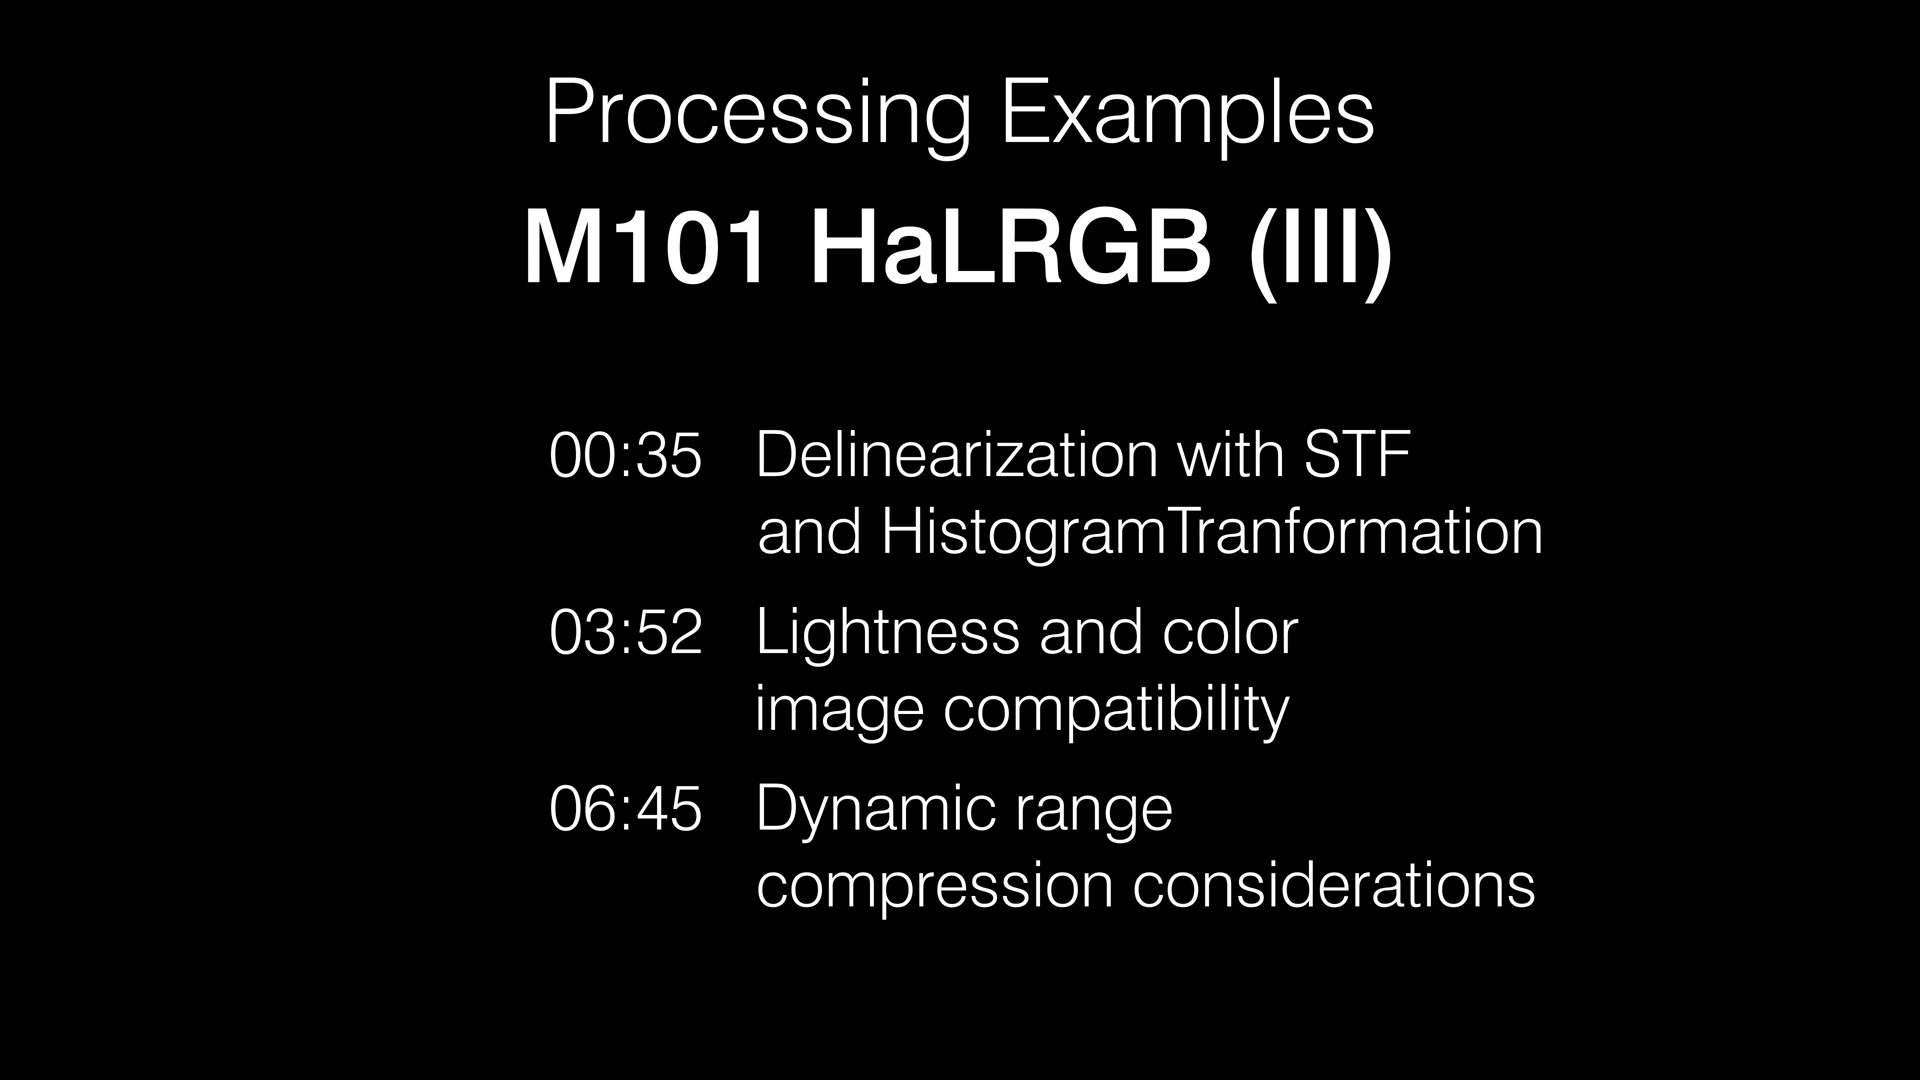 Processing Examples
M101 HaLRGB (III)
00:35 Delinearization with STF
and HistogramTranformation
03:52 Lightness and color
image compatibility
06:45 Dynamic range
compression considerations